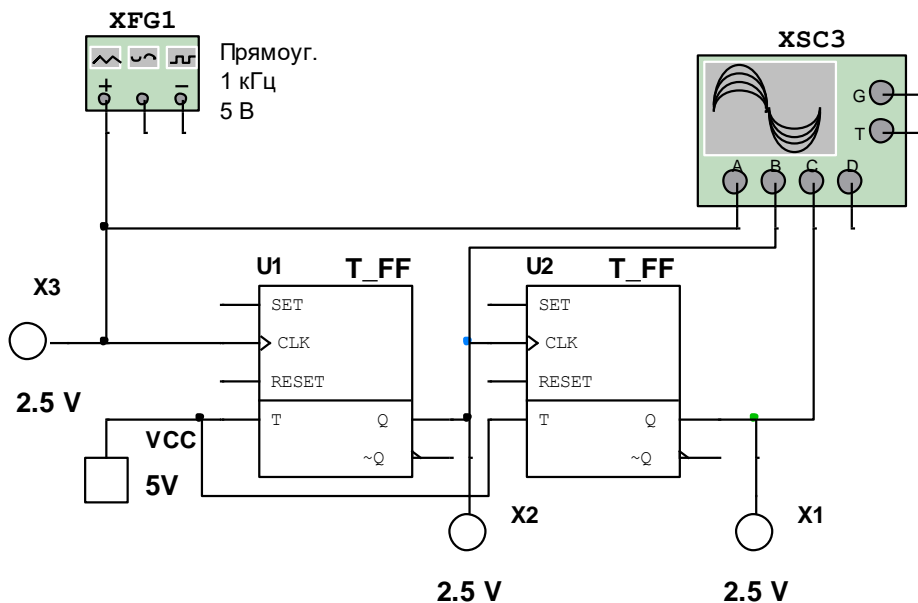 XFG1
Прямоуг.
1 кГц
5 В
+
−
XSC3
G
T
A B C D
U1 T_FF
U2 T_FF
X3
SET
CLK
RESET
T Q
~Q
SET
CLK
RESET
T Q
~Q
2.5 V
VCC
5V
X2
X1
2.5 V
2.5 V